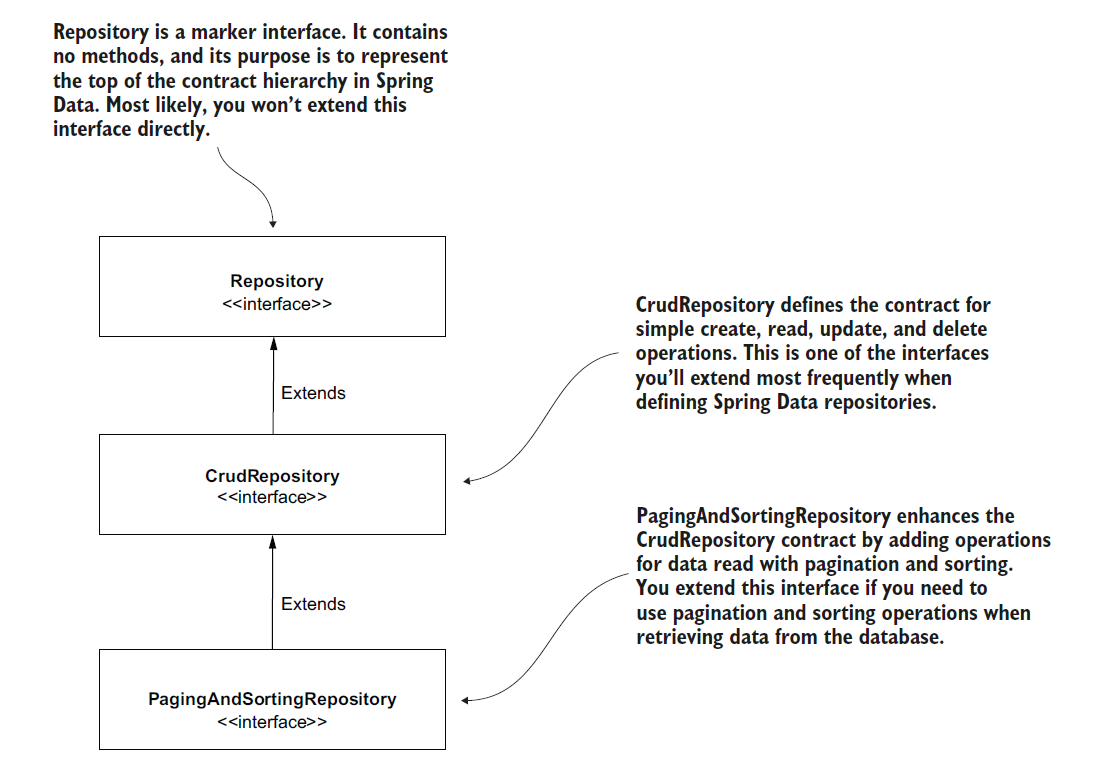 Repository is a marker interface. It contains
no methods, and its purpose is to represent
the top of the contract hierarchy in Spring
Data. Most likely, you won’t extend this
interface directly.
Repository
<<interface>>
Extends
CrudRepository defines the contract for
simple create, read, update, and delete
operations. This is one of the interfaces
you’ll extend most frequently when
defining Spring Data repositories.
CrudRepository
<<interface>>
Extends
PagingAndSortingRepository enhances the
CrudRepository contract by adding operations
for data read with pagination and sorting.
You extend this interface if you need to
use pagination and sorting operations when
retrieving data from the database.
PagingAndSortingRepository
<<interface>>